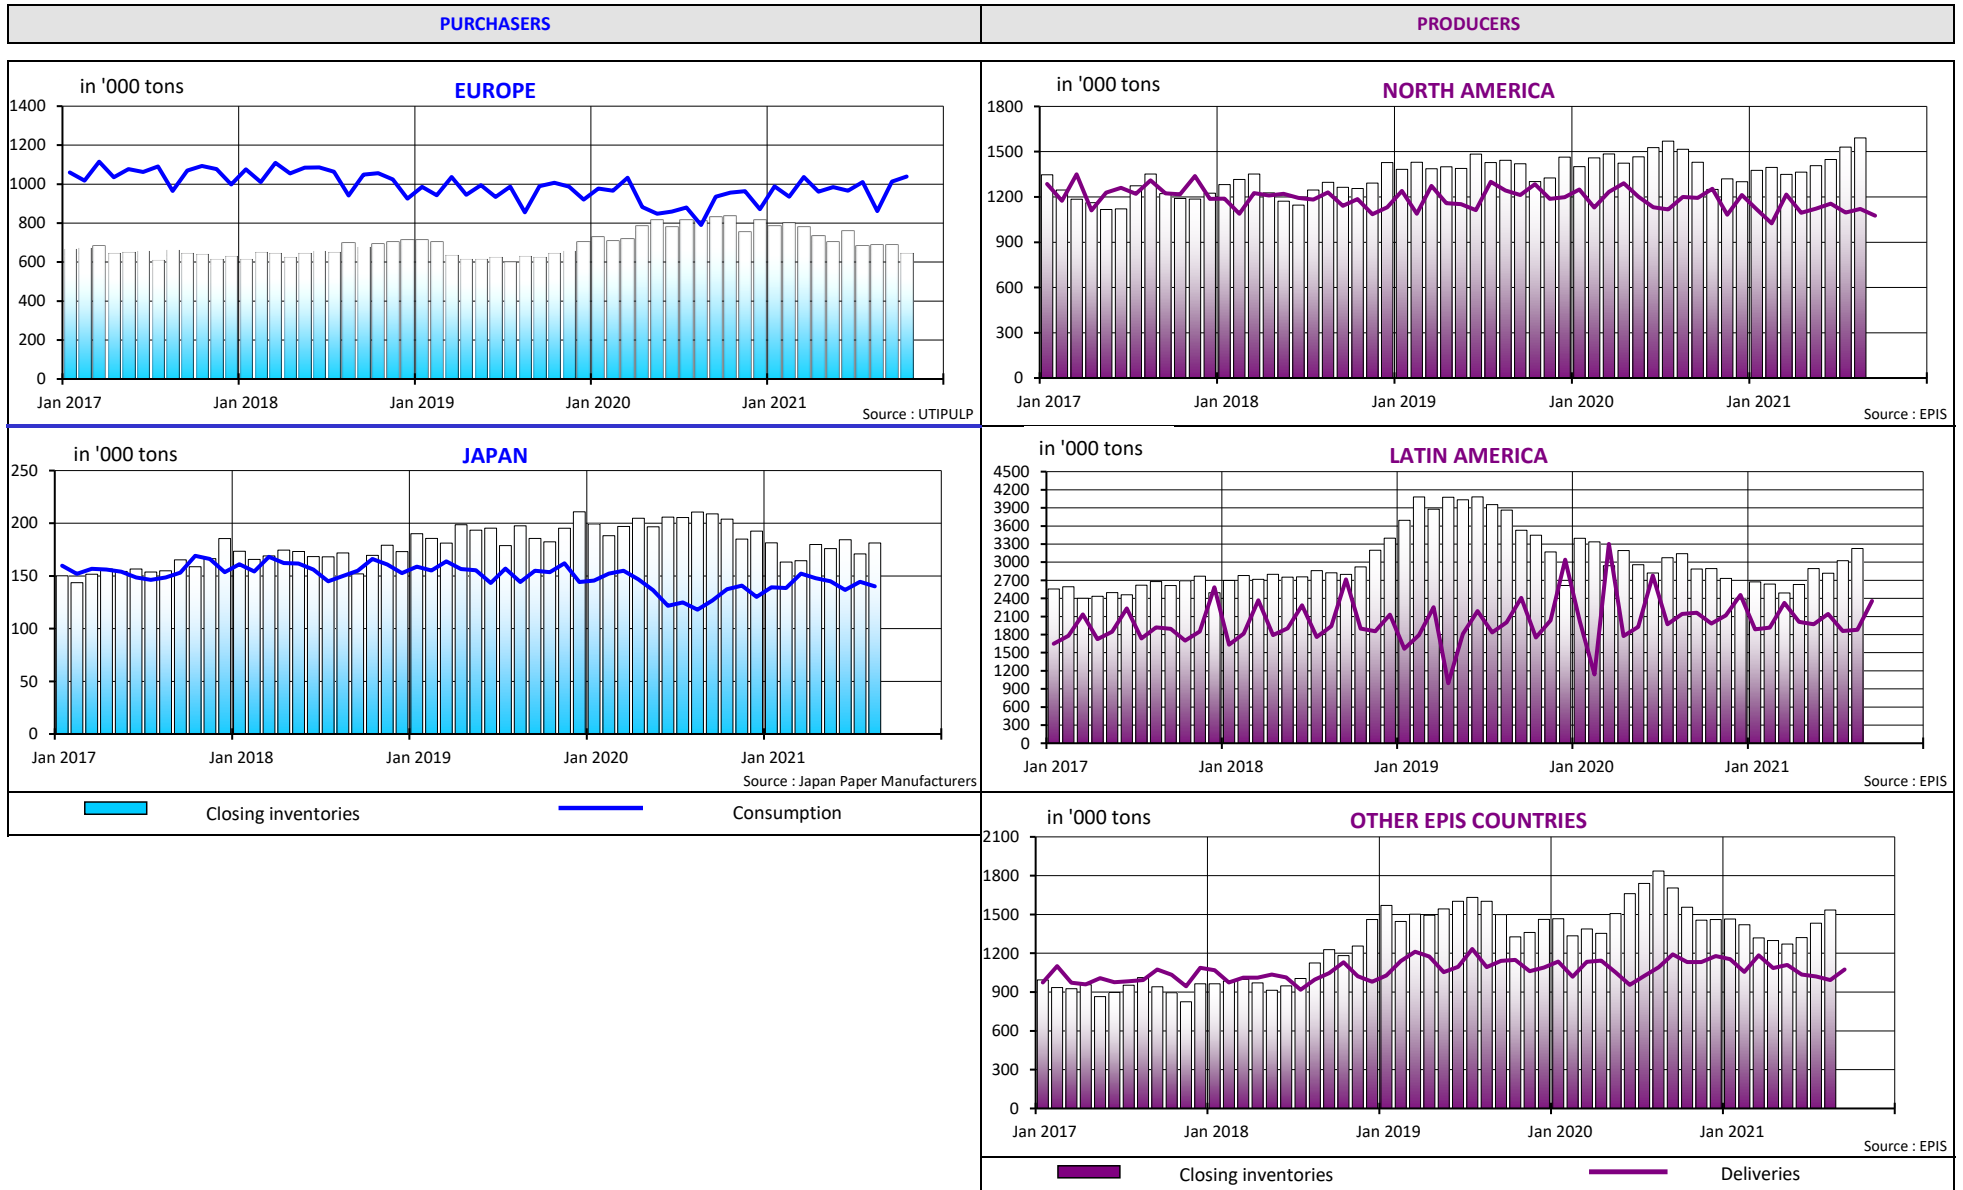 PURCHASERS
PRODUCERS
in '000 tons
EUROPE
1400
1200
1000
800
600
400
200
0
Jan 2017
Jan 2018
Jan 2019
Jan 2020
Jan 2021
Source : UTIPULP
in '000 tons
NORTH AMERICA
1800
1500
1200
900
600
300
0
Jan 2017
Jan 2018
Jan 2019
Jan 2020
Jan 2021
Source : EPIS
in '000 tons
JAPAN
250
200
150
100
50
0
Jan 2017
Jan 2018
Jan 2019
Jan 2020
Jan 2021
Source : Japan Paper Manufacturers
Closing inventories
Consumption
in '000 tons
LATIN AMERICA
4500
4200
3900
3600
3300
3000
2700
2400
2100
1800
1500
1200
900
600
300
0
Jan 2017
Jan 2018
Jan 2019
Jan 2020
Jan 2021
Source : EPIS
in '000 tons
OTHER EPIS COUNTRIES
2100
1800
1500
1200
900
600
300
0
Jan 2017
Jan 2018
Jan 2019
Jan 2020
Jan 2021
Source : EPIS
Closing inventories
Deliveries